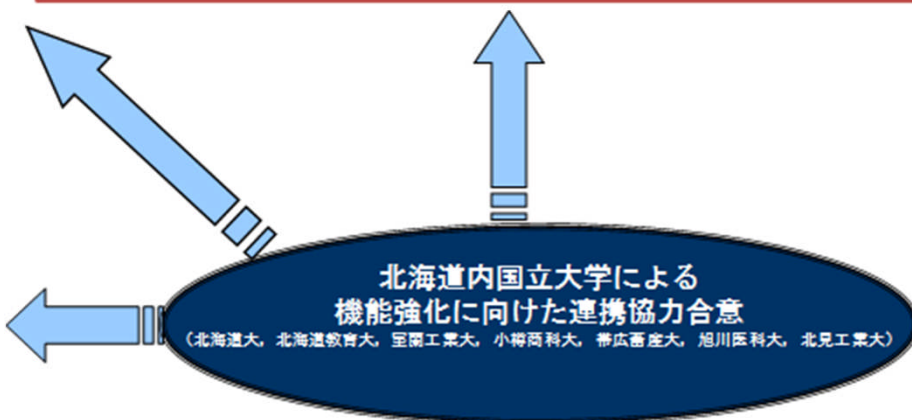 北海道内国立大学による
機能強化に向けた連携協力合意
（北海道大，北海道教育大，室蘭工業大，小樽商科大，帯広畜産大，旭川医科大，北見工業大）